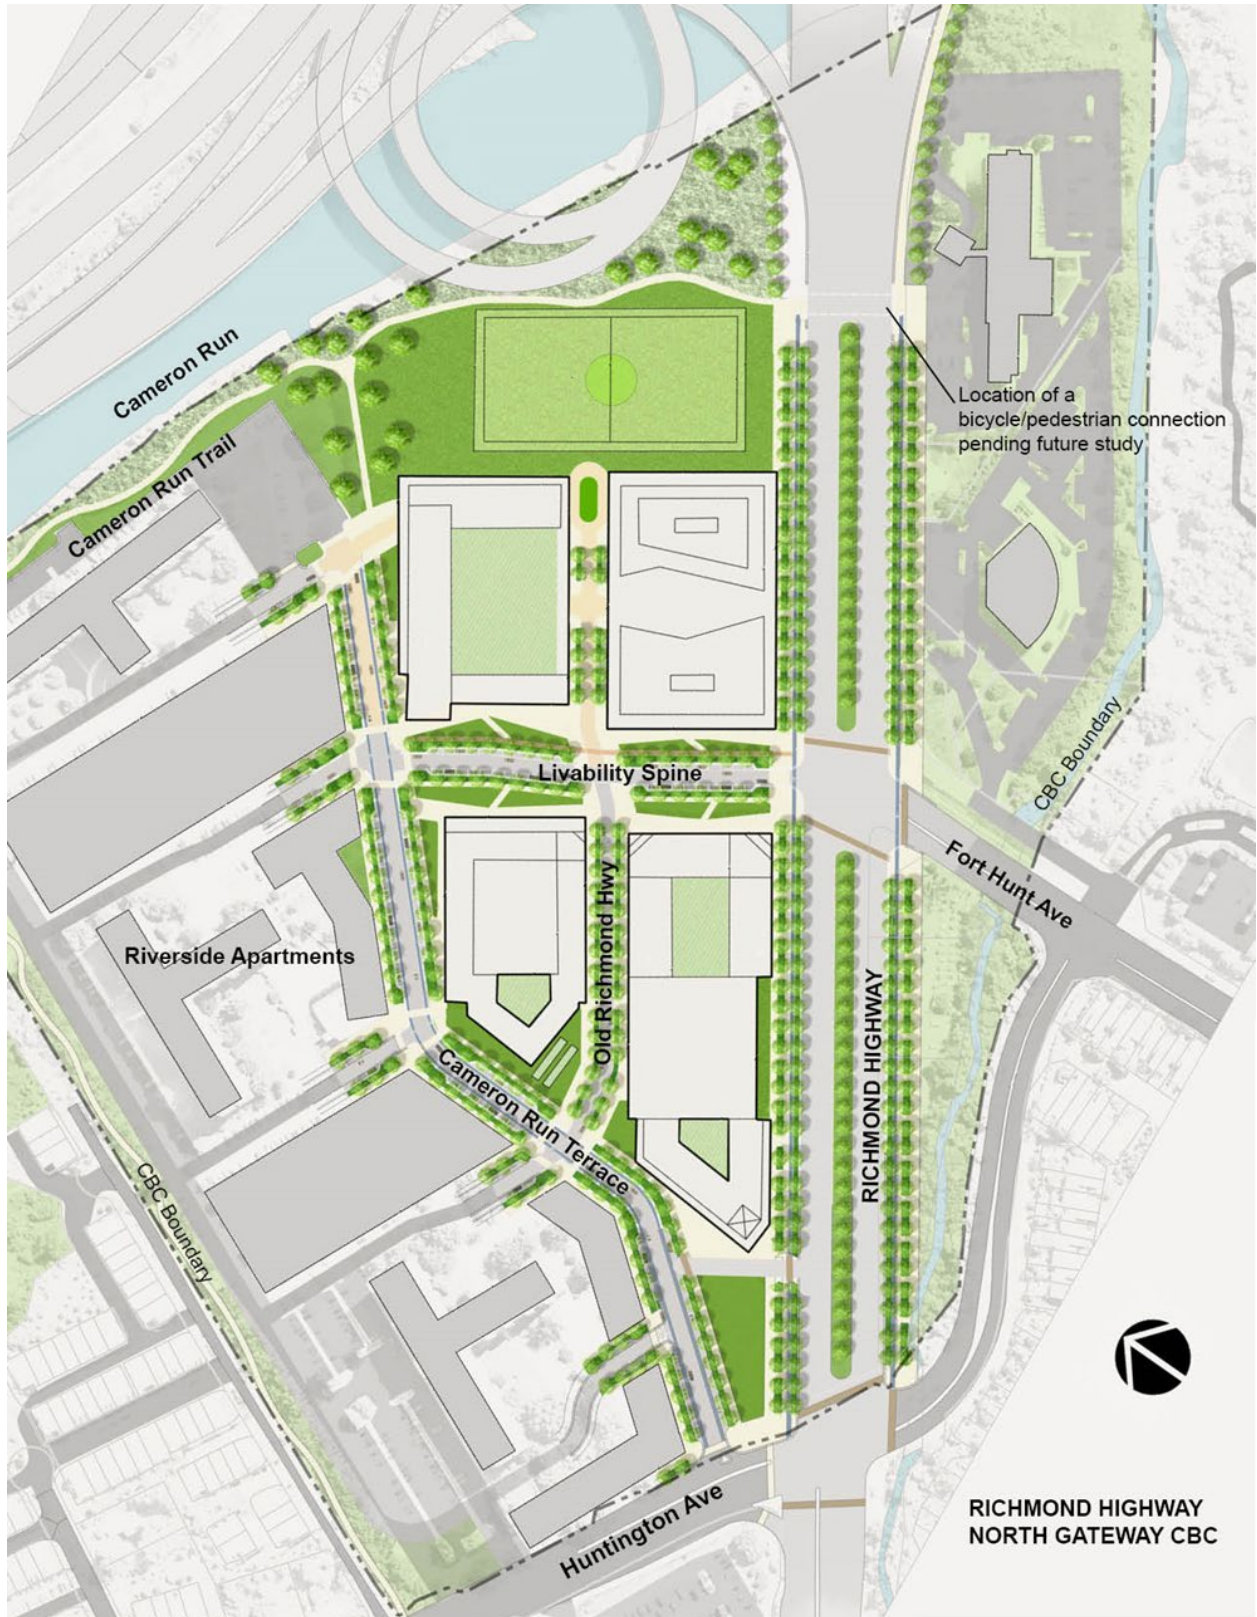 Cameron Run
Cameron Run Trail
Location of a
bicycle/pedestrian connection
pending future study
CBC Boundary
Livability Spine
Fort Hunt Ave
Old Richmond Hwy
Riverside Apartments
RICHMOND HIGHWAY
Cameron Run Terrace
CBC Boundary
Huntington Ave
RICHMOND HIGHWAY
NORTH GATEWAY CBC